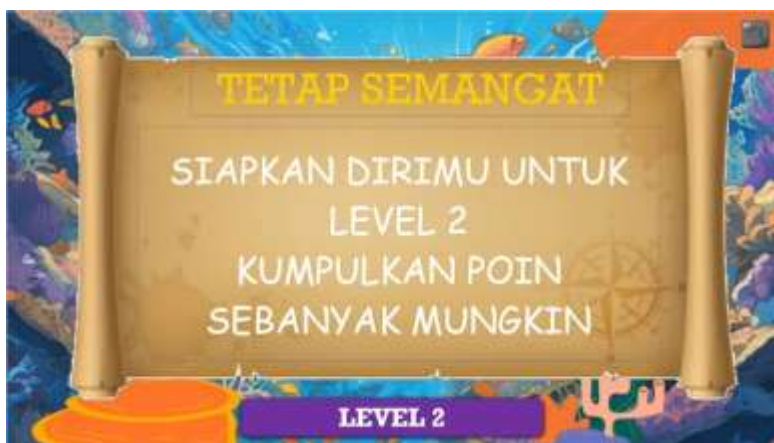 TETAP SEMANGAT
SIAPKAN DIRIMU UNTUK
LEVEL 2
KUMPULKAN POIN
SEBANYAK MUNGKIN
LEVEL 2